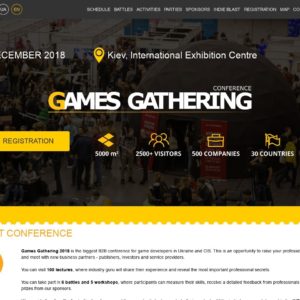 UA EN SCHEDULE BATTLES ACTIVITIES PARTIES SPONSORS INDIE BLAST REGISTRATION MAP
ECEMBER 2018 Kiev, International Exhibition Centre
CONFERENCE
GAMES GATHERING
REGISTRATION
5000 m² 2500+ VISITORS 500 COMPANIES 30 COUNTRIES
T CONFERENCE
Games Gathering 2018 is the biggest B2B conference for game developers in Ukraine and CIS. This is an opportunity to raise your professional
and meet with new business partners - publishers, investors and service providers.
You can visit 100 lectures, where industry guru will share their experience and reveal the most important professional secrets
You can take part in 6 battles and 5 workshops, where participants can measure their skills, receive a detailed feedback from professional
prizes from our sponsors.